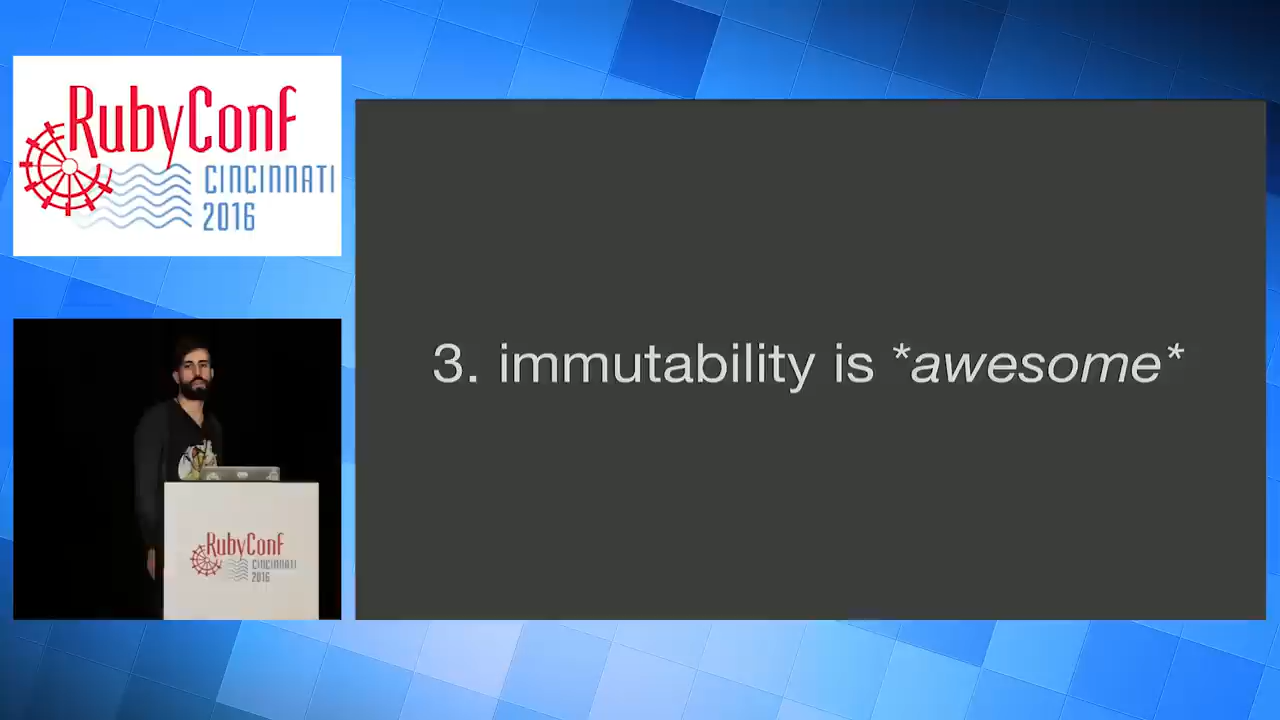 RubyConf
CINCINNATI
2016
3. immutability is *awesome*
RubyConf
CINCINNATI
2016